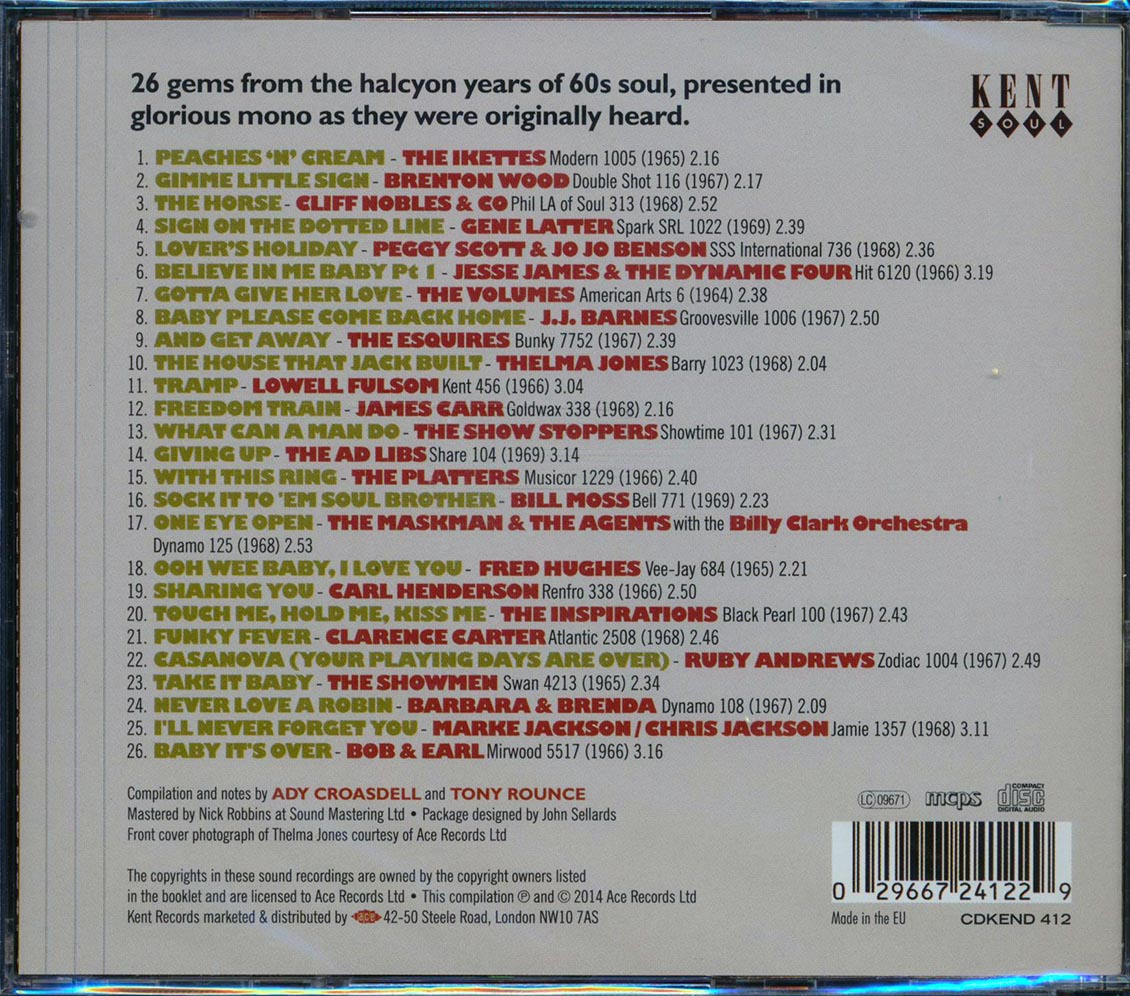 26 gems from the halcyon years of 60s soul, presented in
glorious mono as they were originally heard.
KENT
SOUL
1. PEACHES ‘N’ CREAM - THE IKETTES Modern 1005 (1965) 2.16
2. GIMME LITTLE SIGN - BRENTON WOOD Double Shot 116 (1967) 2.17
3. THE HORSE - CLIFF NOBLES & CO Phil LA of Soul 313 (1968) 2.52
4. SIGN ON THE DOTTED LINE - GENE LATTER Spark SRL 1022 (1969) 2.39
5. LOVER’S HOLIDAY - PEGGY SCOTT & JO JO BENSON SSS International 736 (1968) 2.36
6. BELIEVE IN ME BABY Pt 1 - JESSE JAMES & THE DYNAMIC FOUR Hit 6120 (1966) 3.19
7. GOTTA GIVE HER LOVE - THE VOLUMES American Arts 6 (1964) 2.38
8. BABY PLEASE COME BACK HOME - J.J. BARNES Groovesville 1006 (1967) 2.50
9. AND GET AWAY - THE ESQUIRES Bunky 7752 (1967) 2.39
10. THE HOUSE THAT JACK BUILT - THELMA JONES Barry 1023 (1968) 2.04
11. TRAMP - LOWELL FULSOM Kent 456 (1966) 3.04
12. FREEDOM TRAIN - JAMES CARR Goldwax 338 (1968) 2.16
13. WHAT CAN A MAN DO - THE SHOW STOPPERS Showtime 101 (1967) 2.31
14. GIVING UP - THE AD LIBS Share 104 (1969) 3.14
15. WITH THIS RING - THE PLATTERS Musicor 1229 (1966) 2.40
16. SOCK IT TO 'EM SOUL BROTHER - BILL MOSS Bell 771 (1969) 2.23
17. ONE EYE OPEN - THE MASKMAN & THE AGENTS with the Billy Clark Orchestra
Dynamo 125 (1968) 2.53
18. OOH WEE BABY, I LOVE YOU - FRED HUGHES Vee-Jay 684 (1965) 2.21
19. SHARING YOU - CARL HENDERSON Renfro 338 (1966) 2.50
20. TOUCH ME, HOLD ME, KISS ME - THE INSPIRATIONS Black Pearl 100 (1967) 2.43
21. FUNKY FEVER - CLARENCE CARTER Atlantic 2508 (1968) 2.46
22. CASANOVA (YOUR PLAYING DAYS ARE OVER) - RUBY ANDREWS Zodiac 1004 (1967) 2.49
23. TAKE IT BABY - THE SHOWMEN Swan 4213 (1965) 2.34
24. NEVER LOVE A ROBIN - BARBARA & BRENDA Dynamo 108 (1967) 2.09
25. I'LL NEVER FORGET YOU - MARKE JACKSON / CHRIS JACKSON Jamie 1357 (1968) 3.11
26. BABY IT'S OVER - BOB & EARL Mirwood 5517 (1966) 3.16
Compilation and notes by ADY CROASDELL and TONY ROUNCE
Mastered by Nick Robbins at Sound Mastering Ltd • Package designed by John Sellards
Front cover photograph of Thelma Jones courtesy of Ace Records Ltd
The copyrights in these sound recordings are owned by the copyright owners listed
in the booklet and are licensed to Ace Records Ltd • This compilation ℗ and © 2014 Ace Records Ltd
Kent Records marketed & distributed by ace 42-50 Steele Road, London NW10 7AS
LC 09671 mcps COMPACT disc DIGITAL AUDIO
0 29667 24122 9
Made in the EU CDKEND 412